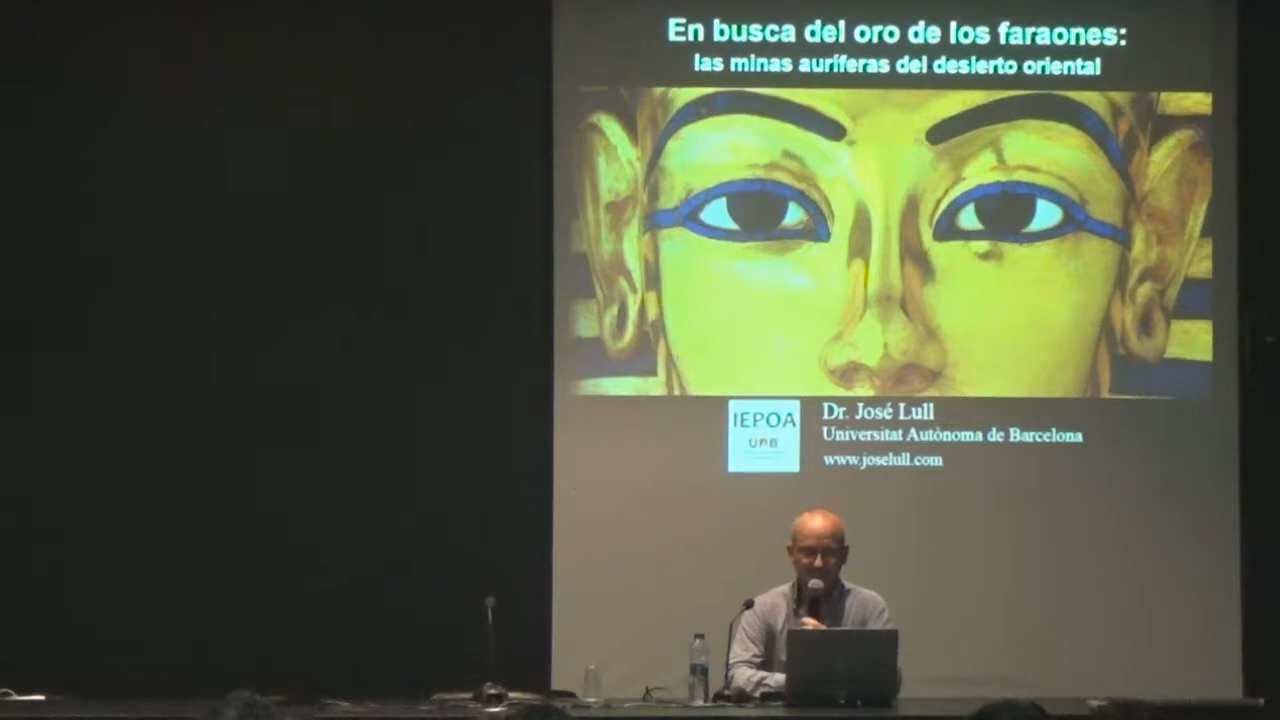 En busca del oro de los faraones:
las minas auríferas del desierto oriental
IEPOA
UAB
Dr. José Lull
Universitat Autònoma de Barcelona
www.joselull.com